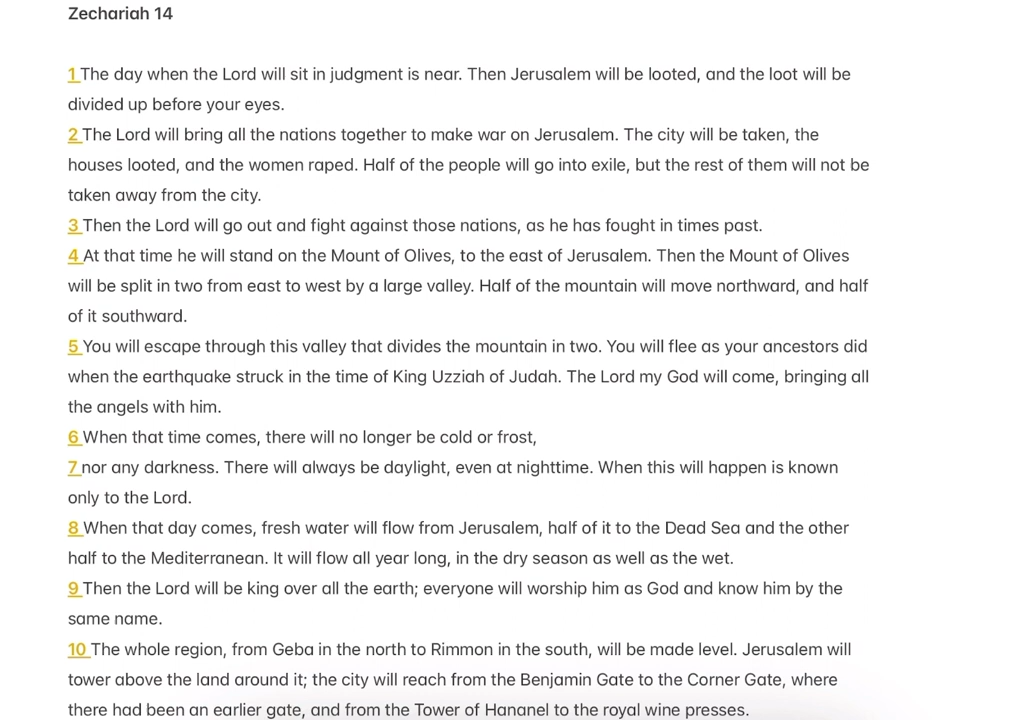 Zechariah 14
1 The day when the Lord will sit in judgment is near. Then Jerusalem will be looted, and the loot will be
divided up before your eyes.
2 The Lord will bring all the nations together to make war on Jerusalem. The city will be taken, the
houses looted, and the women raped. Half of the people will go into exile, but the rest of them will not be
taken away from the city.
3 Then the Lord will go out and fight against those nations, as he has fought in times past.
4 At that time he will stand on the Mount of Olives, to the east of Jerusalem. Then the Mount of Olives
will be split in two from east to west by a large valley. Half of the mountain will move northward, and half
of it southward.
5 You will escape through this valley that divides the mountain in two. You will flee as your ancestors did
when the earthquake struck in the time of King Uzziah of Judah. The Lord my God will come, bringing all
the angels with him.
6 When that time comes, there will no longer be cold or frost,
7 nor any darkness. There will always be daylight, even at nighttime. When this will happen is known
only to the Lord.
8 When that day comes, fresh water will flow from Jerusalem, half of it to the Dead Sea and the other
half to the Mediterranean. It will flow all year long, in the dry season as well as the wet.
9 Then the Lord will be king over all the earth; everyone will worship him as God and know him by the
same name.
10 The whole region, from Geba in the north to Rimmon in the south, will be made level. Jerusalem will
tower above the land around it; the city will reach from the Benjamin Gate to the Corner Gate, where
there had been an earlier gate, and from the Tower of Hananel to the royal wine presses.